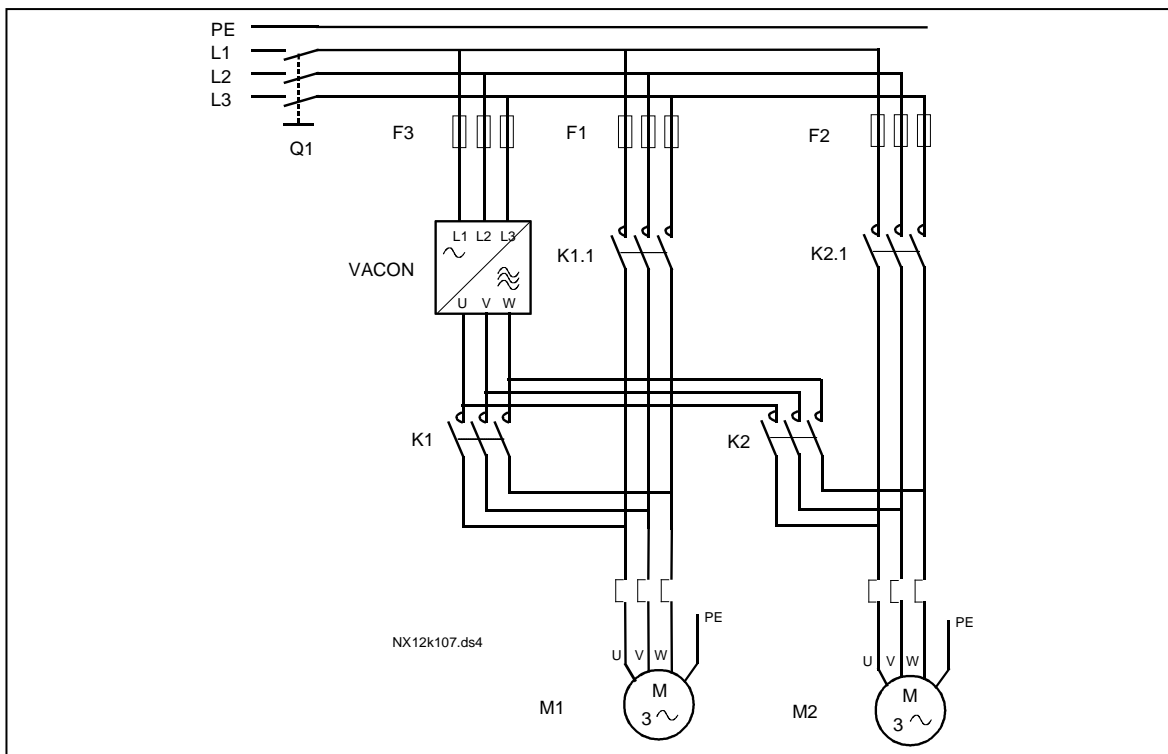 PE
L1
L2
L3
Q1
F3
F1
F2
L1 L2 L3
VACON
U V W
K1.1
K2.1
K1
K2
NX12k107.ds4
PE
PE
U V W
U V W
M1
M
3
M2
M
3